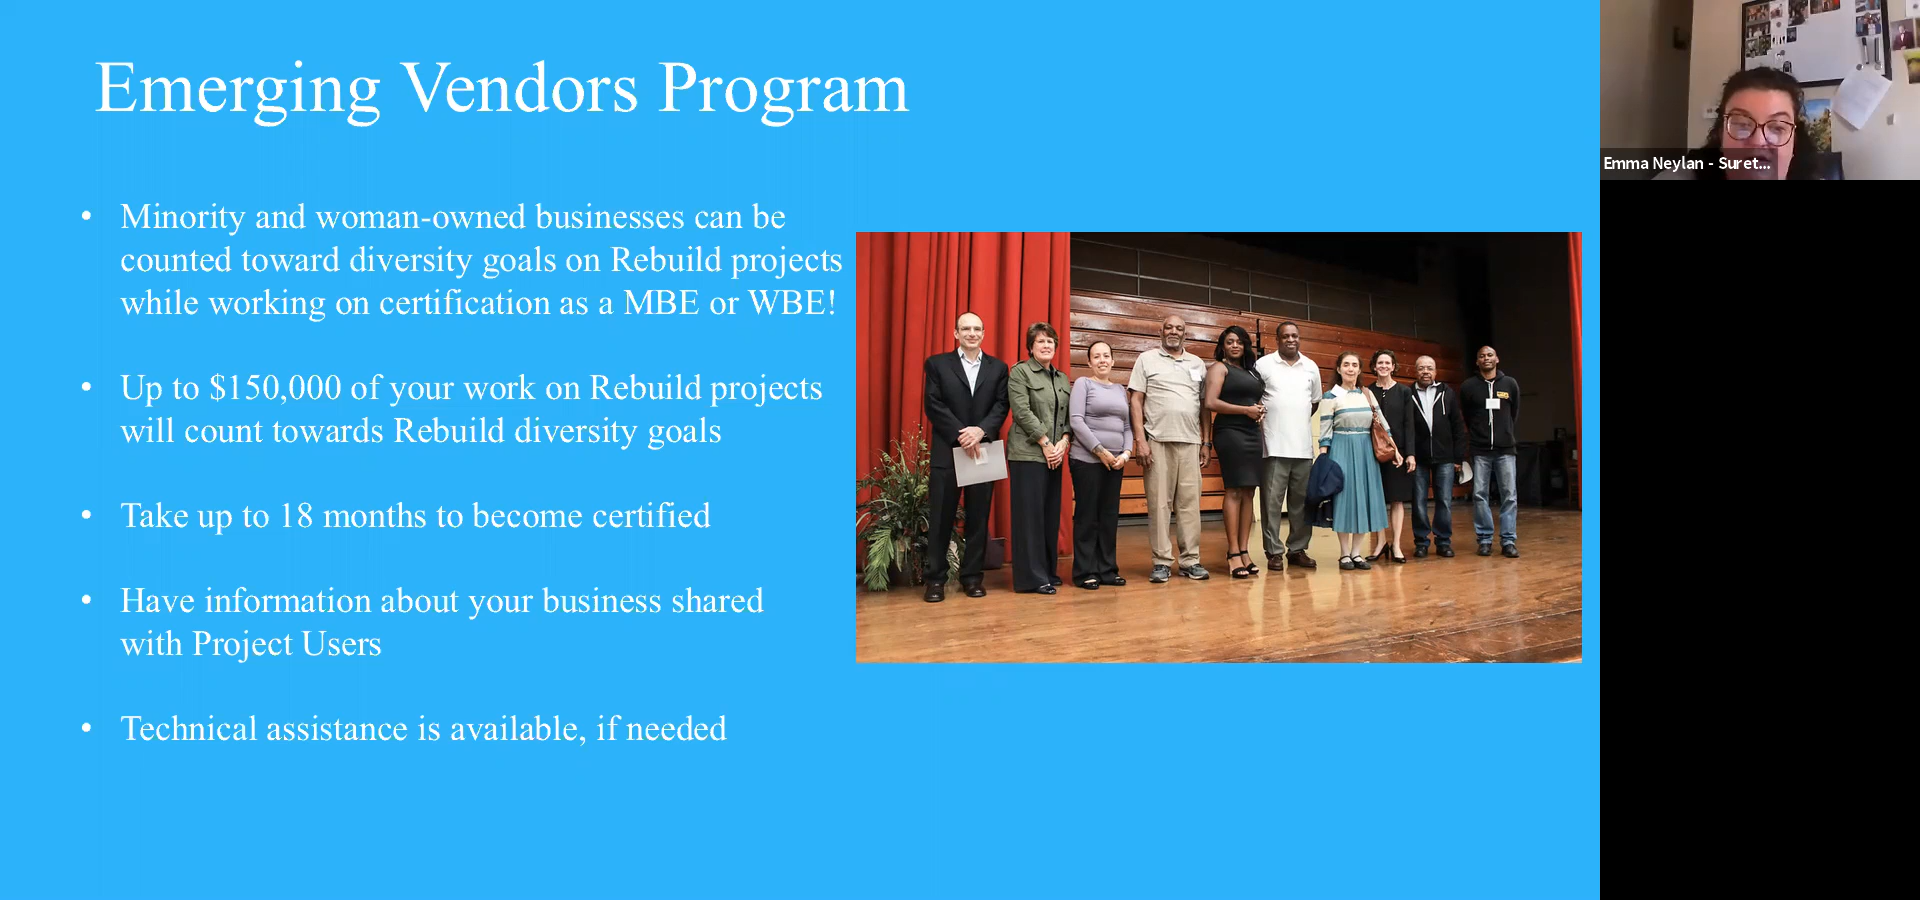 Emerging Vendors Program
• Minority and woman-owned businesses can be
counted toward diversity goals on Rebuild projects
while working on certification as a MBE or WBE!
• Up to $150,000 of your work on Rebuild projects
will count towards Rebuild diversity goals
• Take up to 18 months to become certified
• Have information about your business shared
with Project Users
• Technical assistance is available, if needed
Emma Neylan - Suret...